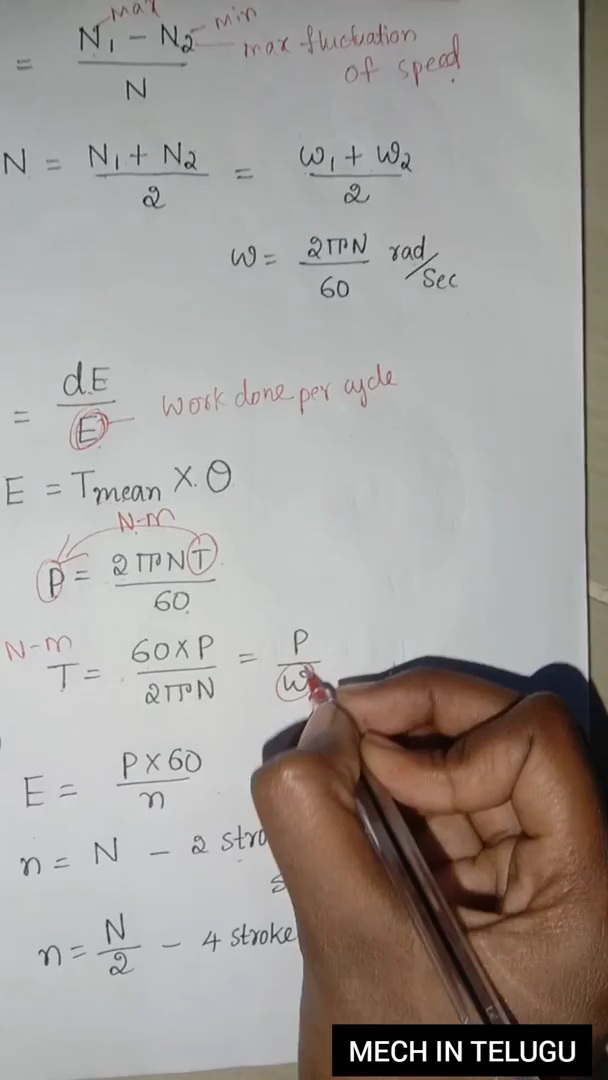 max
min
= N₁ - N₂ / N
max fluctuation
of speed
N = N₁ + N₂ / 2 = ω₁ + ω₂ / 2
ω = 2πN / 60 rad/sec
= dE / E
work done per cycle
E = Tmean × θ
N-m
P = 2πNT / 60
N-m
T = 60×P / 2πN = P / ω
E = P×60 / n
n = N - 2 stro
n = N / 2 - 4 stroke
MECH IN TELUGU